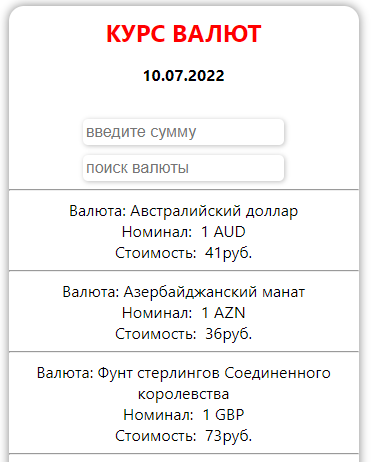 КУРС ВАЛЮТ
10.07.2022
введите сумму
поиск валюты
Валюта: Австралийский доллар
Номинал: 1 AUD
Стоимость: 41руб.
Валюта: Азербайджанский манат
Номинал: 1 AZN
Стоимость: 36руб.
Валюта: Фунт стерлингов Соединенного
королевства
Номинал: 1 GBP
Стоимость: 73руб.